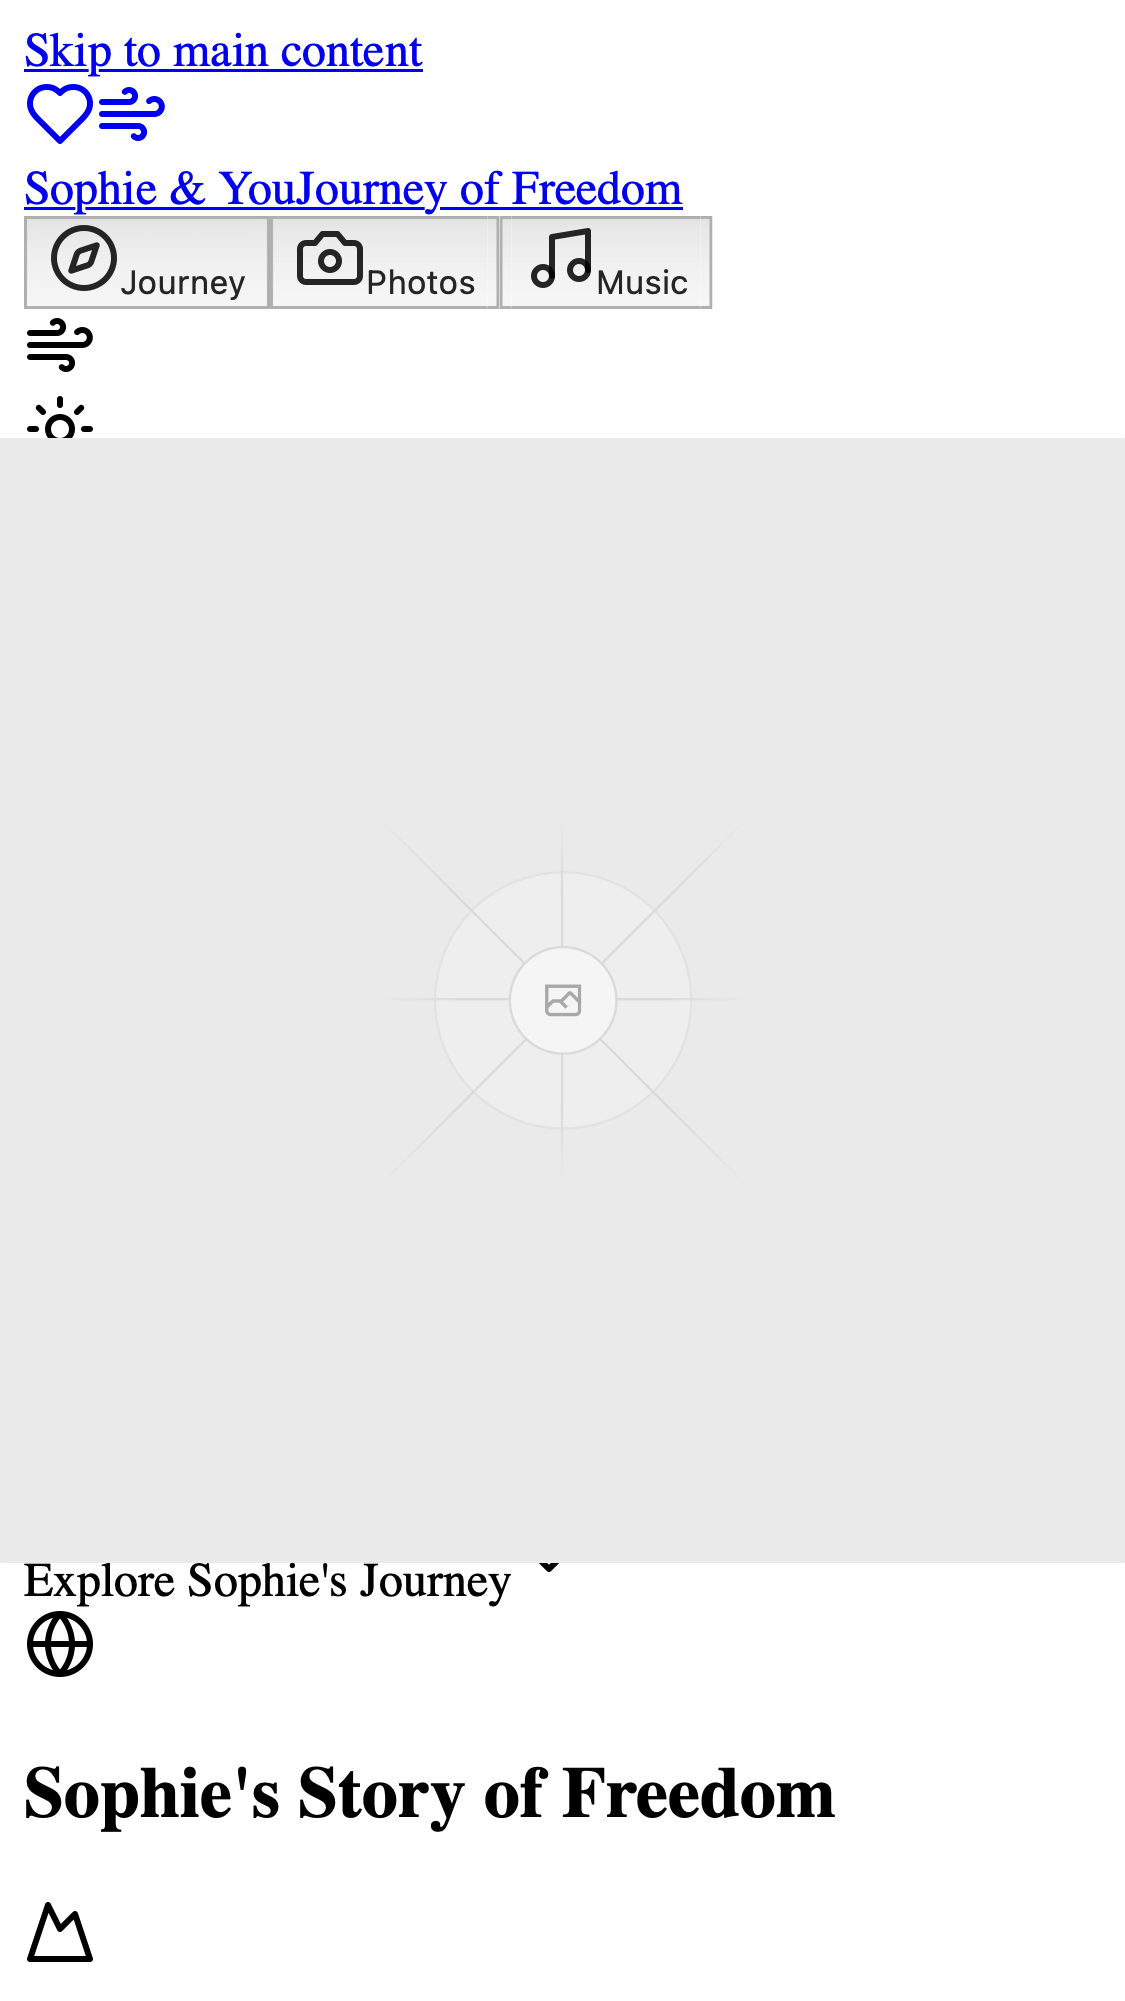 Skip to main content
Sophie & YouJourney of Freedom
Journey Photos Music
Explore Sophie's Journey
Sophie's Story of Freedom